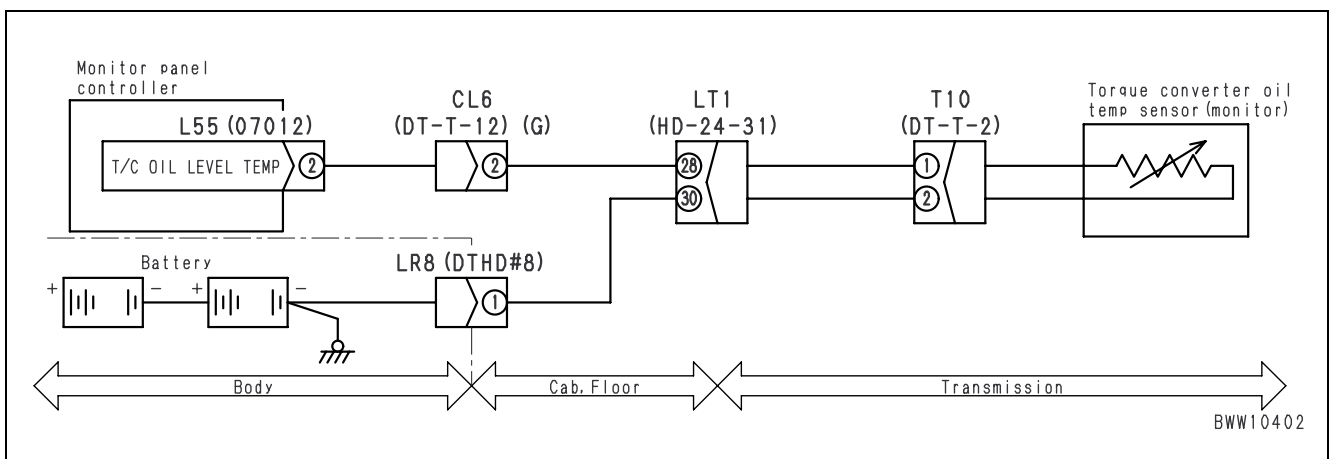 Monitor panel
controller
L55 (07012)
T/C OIL LEVEL TEMP
2
CL6
(DT-T-12) (G)
2
LT1
(HD-24-31)
28
30
T10
(DT-T-2)
1
2
Torque converter oil
temp sensor (monitor)
Battery
+ - + -
LR8 (DTHD#8)
1
Body
Cab, Floor
Transmission
BWW10402